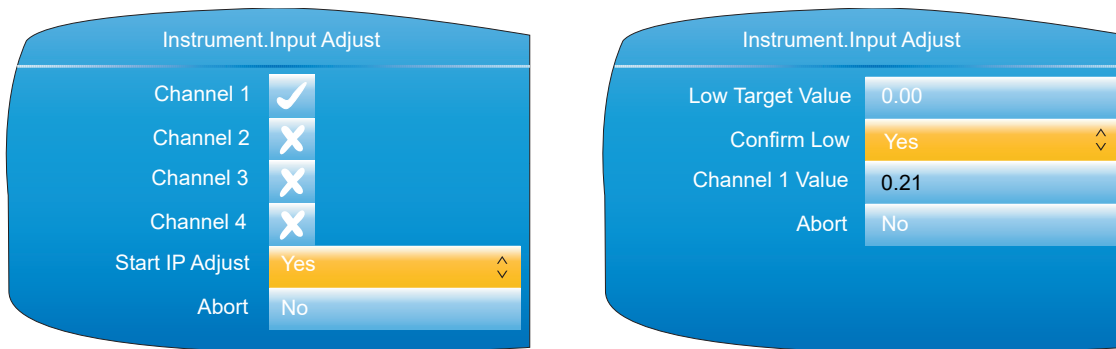 Instrument.Input Adjust
Channel 1
Channel 2
Channel 3
Channel 4
Start IP Adjust Yes
Abort No
Instrument.Input Adjust
Low Target Value 0.00
Confirm Low Yes
Channel 1 Value 0.21
Abort No